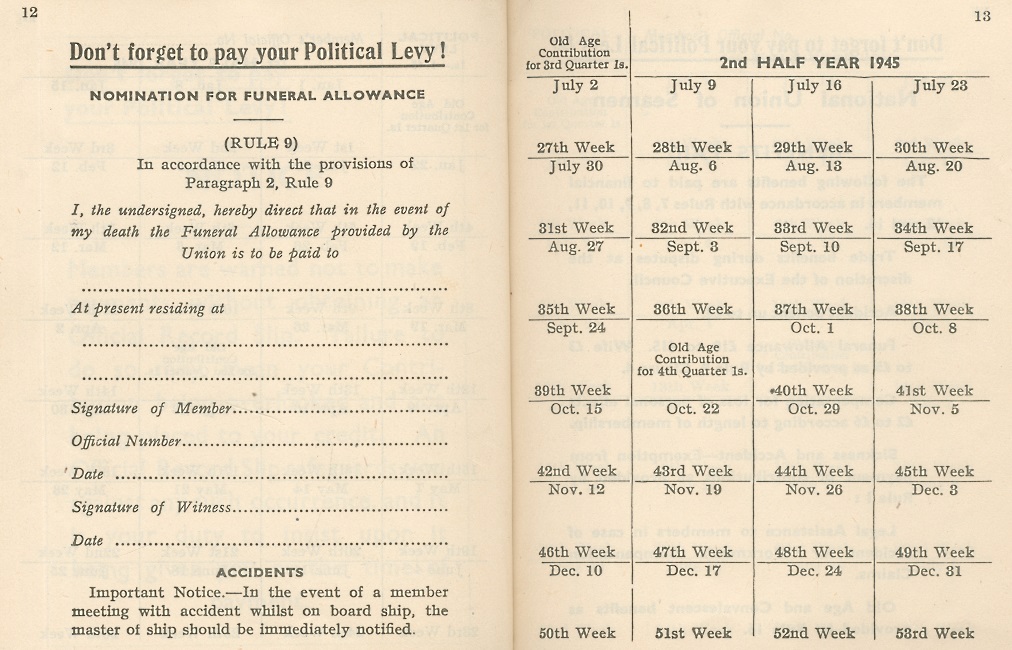 12
Don't forget to pay your Political Levy!
NOMINATION FOR FUNERAL ALLOWANCE
(RULE 9)
In accordance with the provisions of
Paragraph 2, Rule 9
I, the undersigned, hereby direct that in the event of
my death the Funeral Allowance provided by the
Union is to be paid to
At present residing at
Signature of Member
Official Number
Date
Signature of Witness
Date
ACCIDENTS
Important Notice.—In the event of a member
meeting with accident whilst on board ship, the
master of ship should be immediately notified.
13
Old Age
Contribution
for 3rd Quarter 1s.
2nd HALF YEAR 1945
July 2 July 9 July 16 July 23
27th Week 28th Week 29th Week 30th Week
July 30 Aug. 6 Aug. 13 Aug. 20
31st Week 32nd Week 33rd Week 34th Week
Aug. 27 Sept. 3 Sept. 10 Sept. 17
35th Week 36th Week 37th Week 38th Week
Sept. 24 Oct. 1 Oct. 8
Old Age
Contribution
for 4th Quarter 1s.
39th Week 40th Week 41st Week
Oct. 15 Oct. 22 Oct. 29 Nov. 5
42nd Week 43rd Week 44th Week 45th Week
Nov. 12 Nov. 19 Nov. 26 Dec. 3
46th Week 47th Week 48th Week 49th Week
Dec. 10 Dec. 17 Dec. 24 Dec. 31
50th Week 51st Week 52nd Week 53rd Week